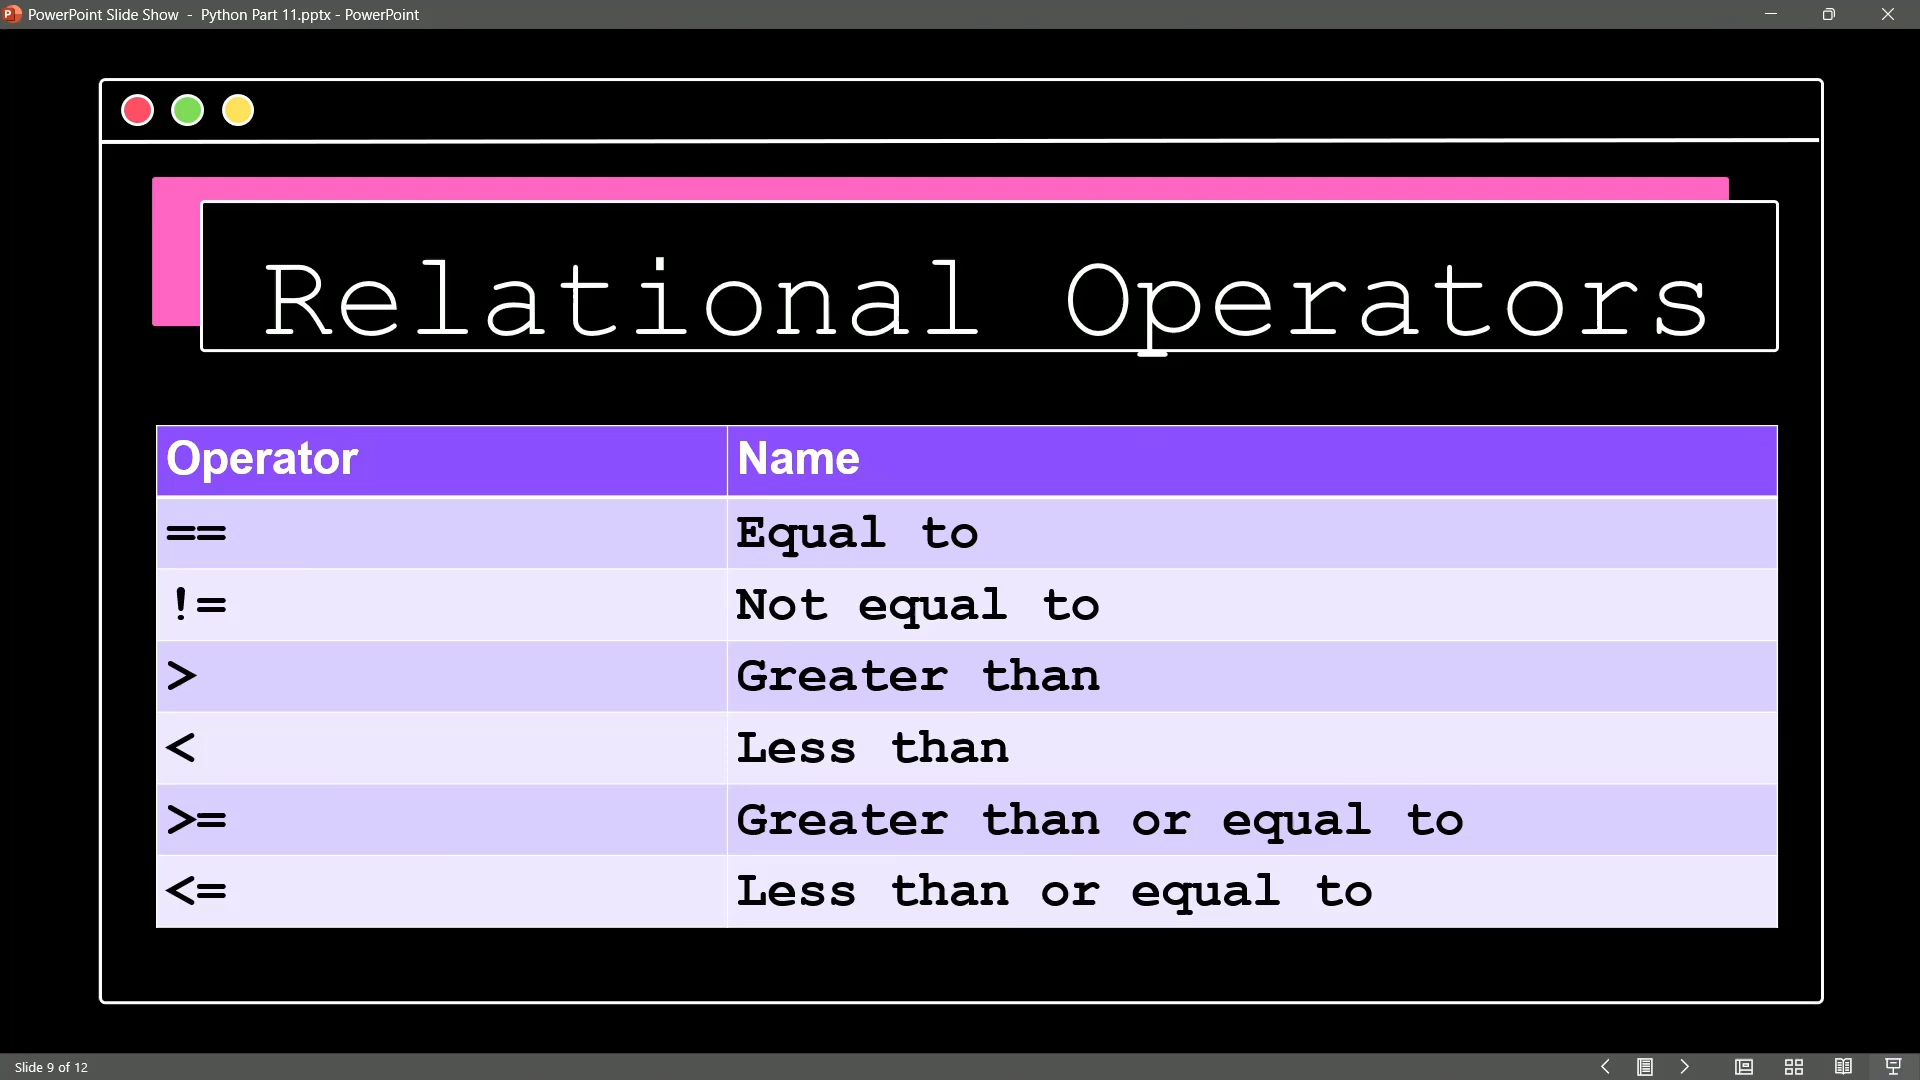 PowerPoint Slide Show - Python Part 11.pptx - PowerPoint
Relational Operators
Operator Name
== Equal to
!= Not equal to
> Greater than
< Less than
>= Greater than or equal to
<= Less than or equal to
Slide 9 of 12